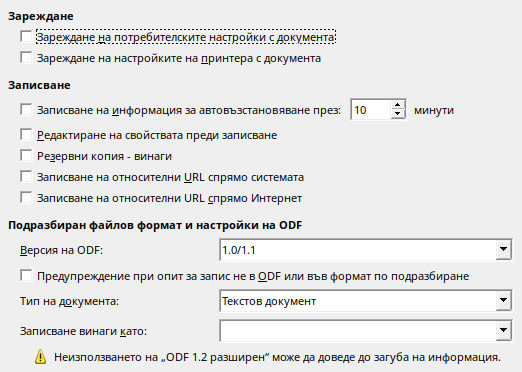 Зареждане
Зареждане на потребителските настройки с документа
Зареждане на настройките на принтера с документа
Записване
Записване на информация за автовъзстановяване през: 10 минути
Редактиране на свойствата преди записване
Резервни копия - винаги
Записване на относителни URL спрямо системата
Записване на относителни URL спрямо Интернет
Подразбиран файлов формат и настройки на ODF
Версия на ODF: 1.0/1.1
Предупреждение при опит за запис не в ODF или във формат по подразбиране
Тип на документа: Текстов документ
Записване винаги като:
Неизползването на „ODF 1.2 разширен“ може да доведе до загуба на информация.